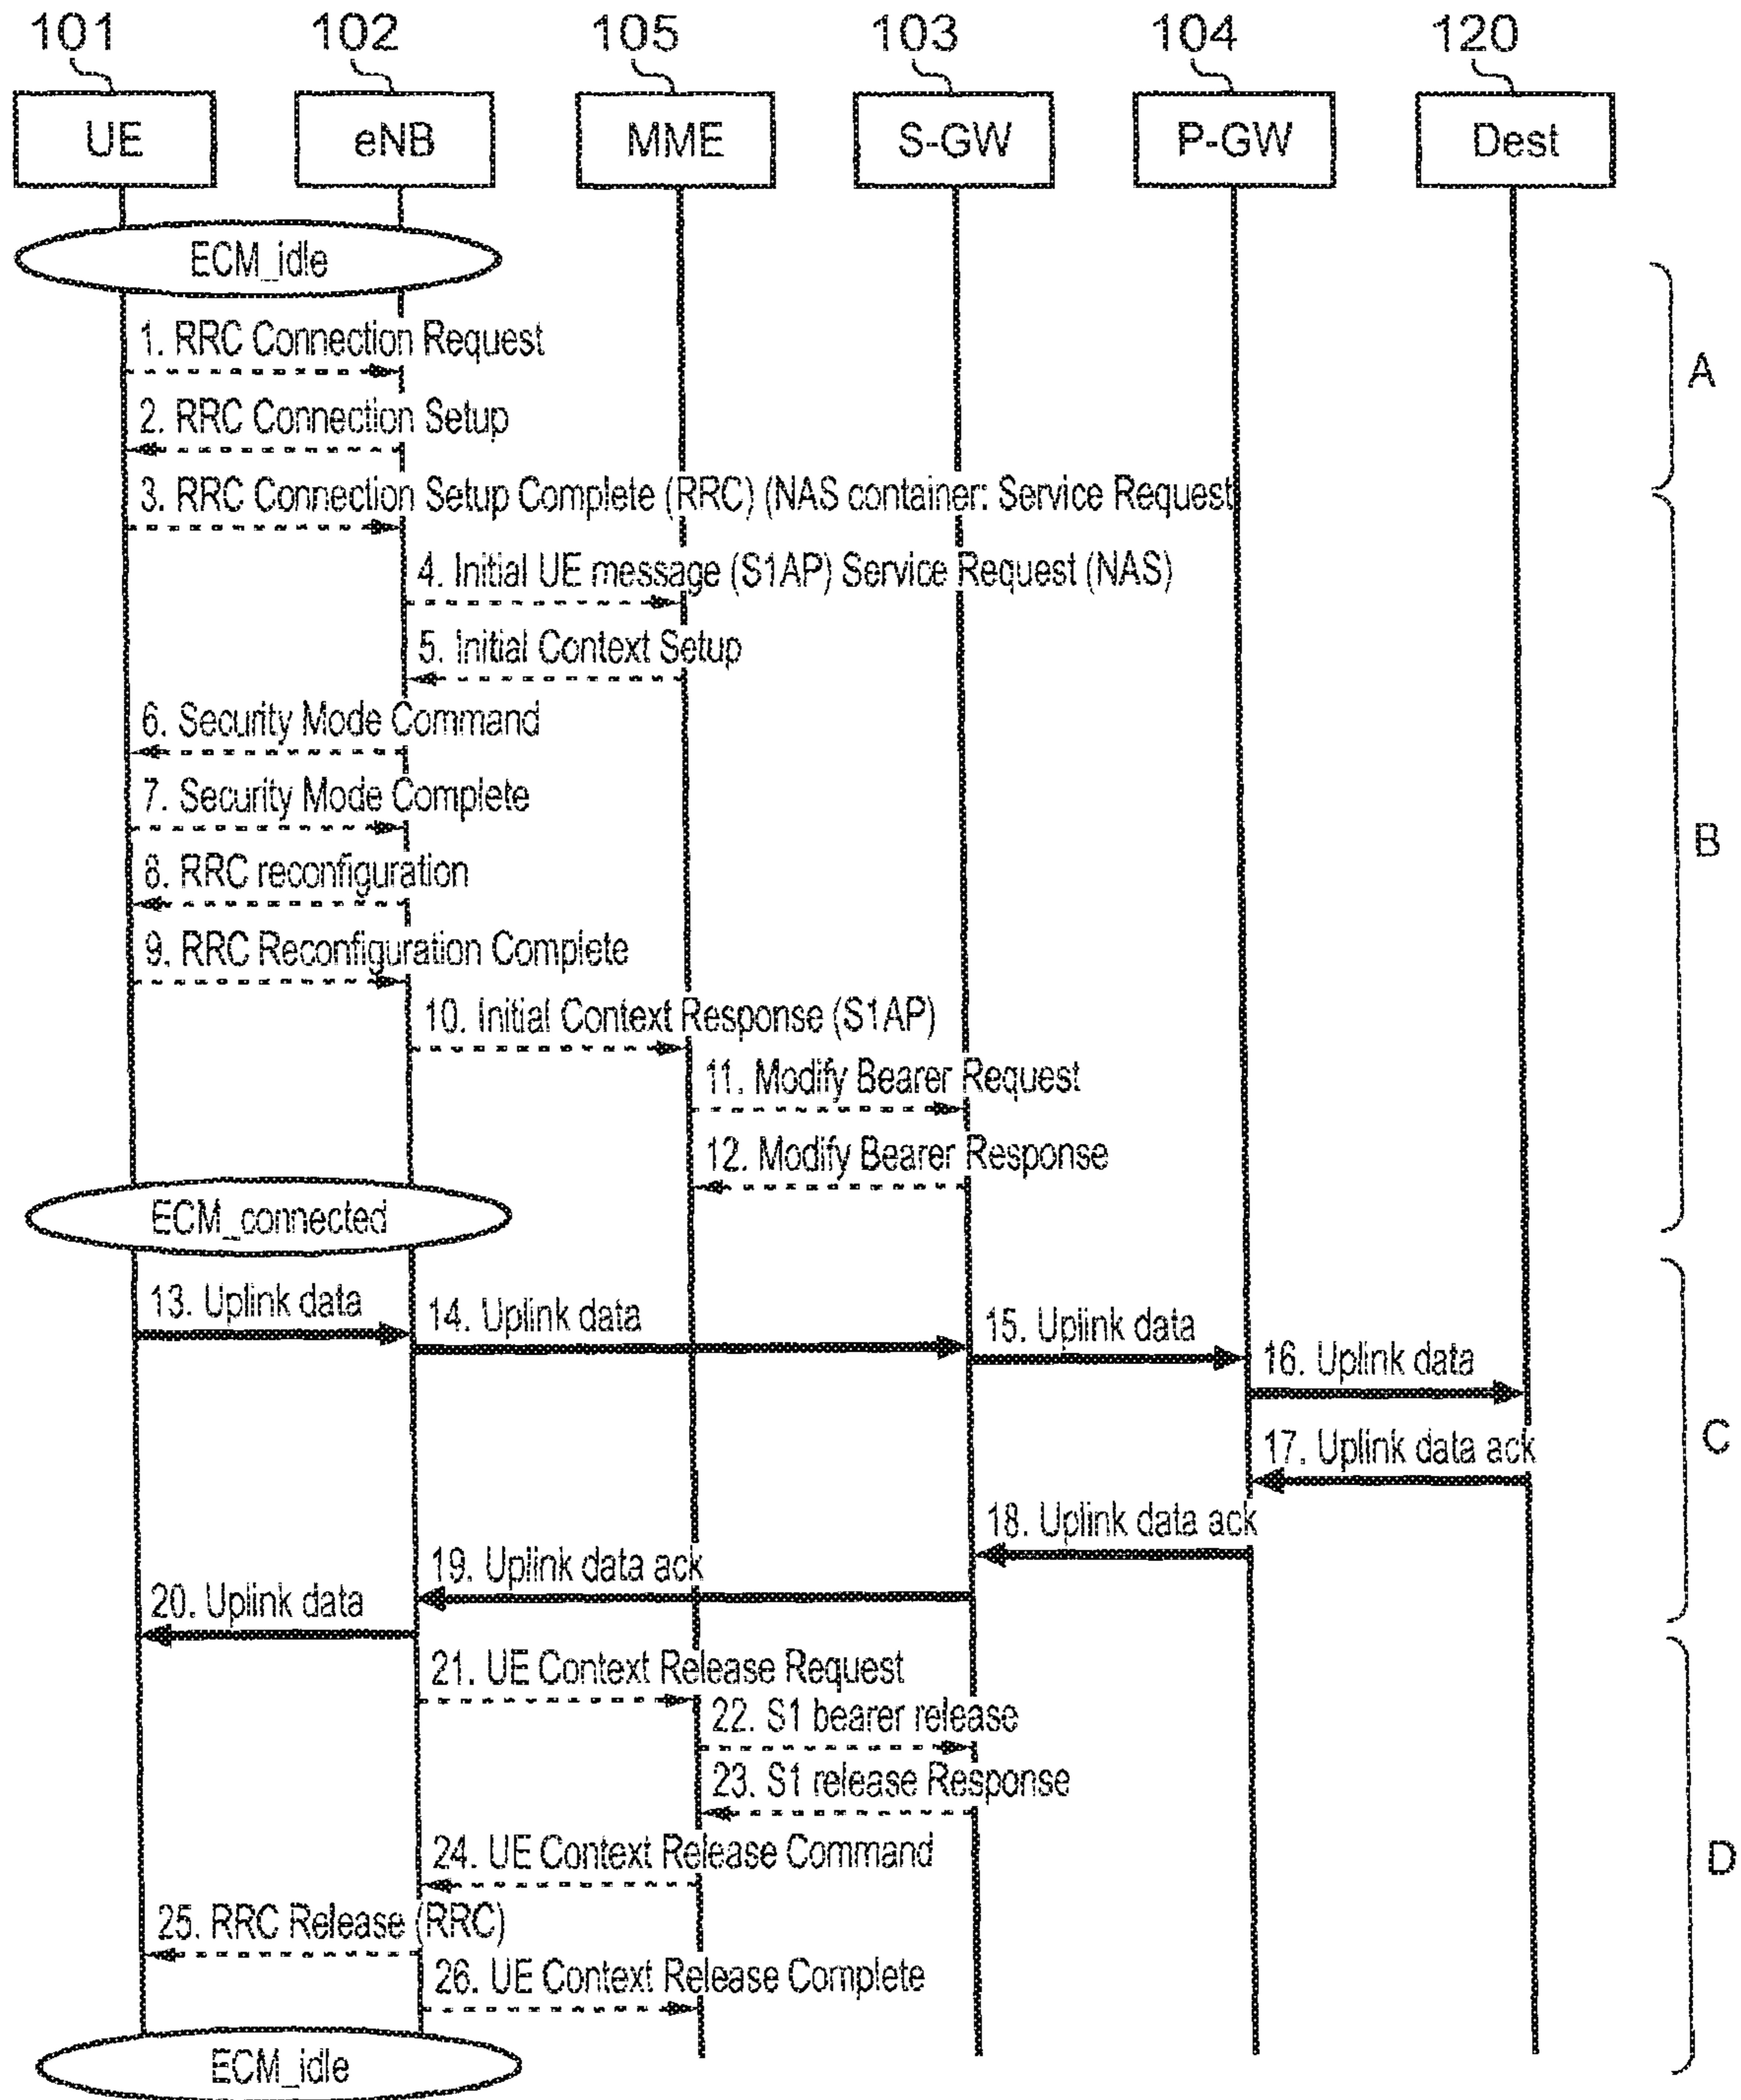 101 102 105 103 104 120
UE eNB MME S-GW P-GW Dest
ECM_idle
A
1. RRC Connection Request
2. RRC Connection Setup
3. RRC Connection Setup Complete (RRC) (NAS container: Service Request
4. Initial UE message (S1AP) Service Request (NAS)
5. Initial Context Setup
6. Security Mode Command
7. Security Mode Complete
B
8. RRC reconfiguration
9. RRC Reconfiguration Complete
10. Initial Context Response (S1AP)
11. Modify Bearer Request
12. Modify Bearer Response
ECM_connected
13. Uplink data
14. Uplink data
15. Uplink data
16. Uplink data
C
17. Uplink data ack
18. Uplink data ack
19. Uplink data ack
20. Uplink data
21. UE Context Release Request
22. S1 bearer release
23. S1 release Response
24. UE Context Release Command
D
25. RRC Release (RRC)
26. UE Context Release Complete
ECM_idle